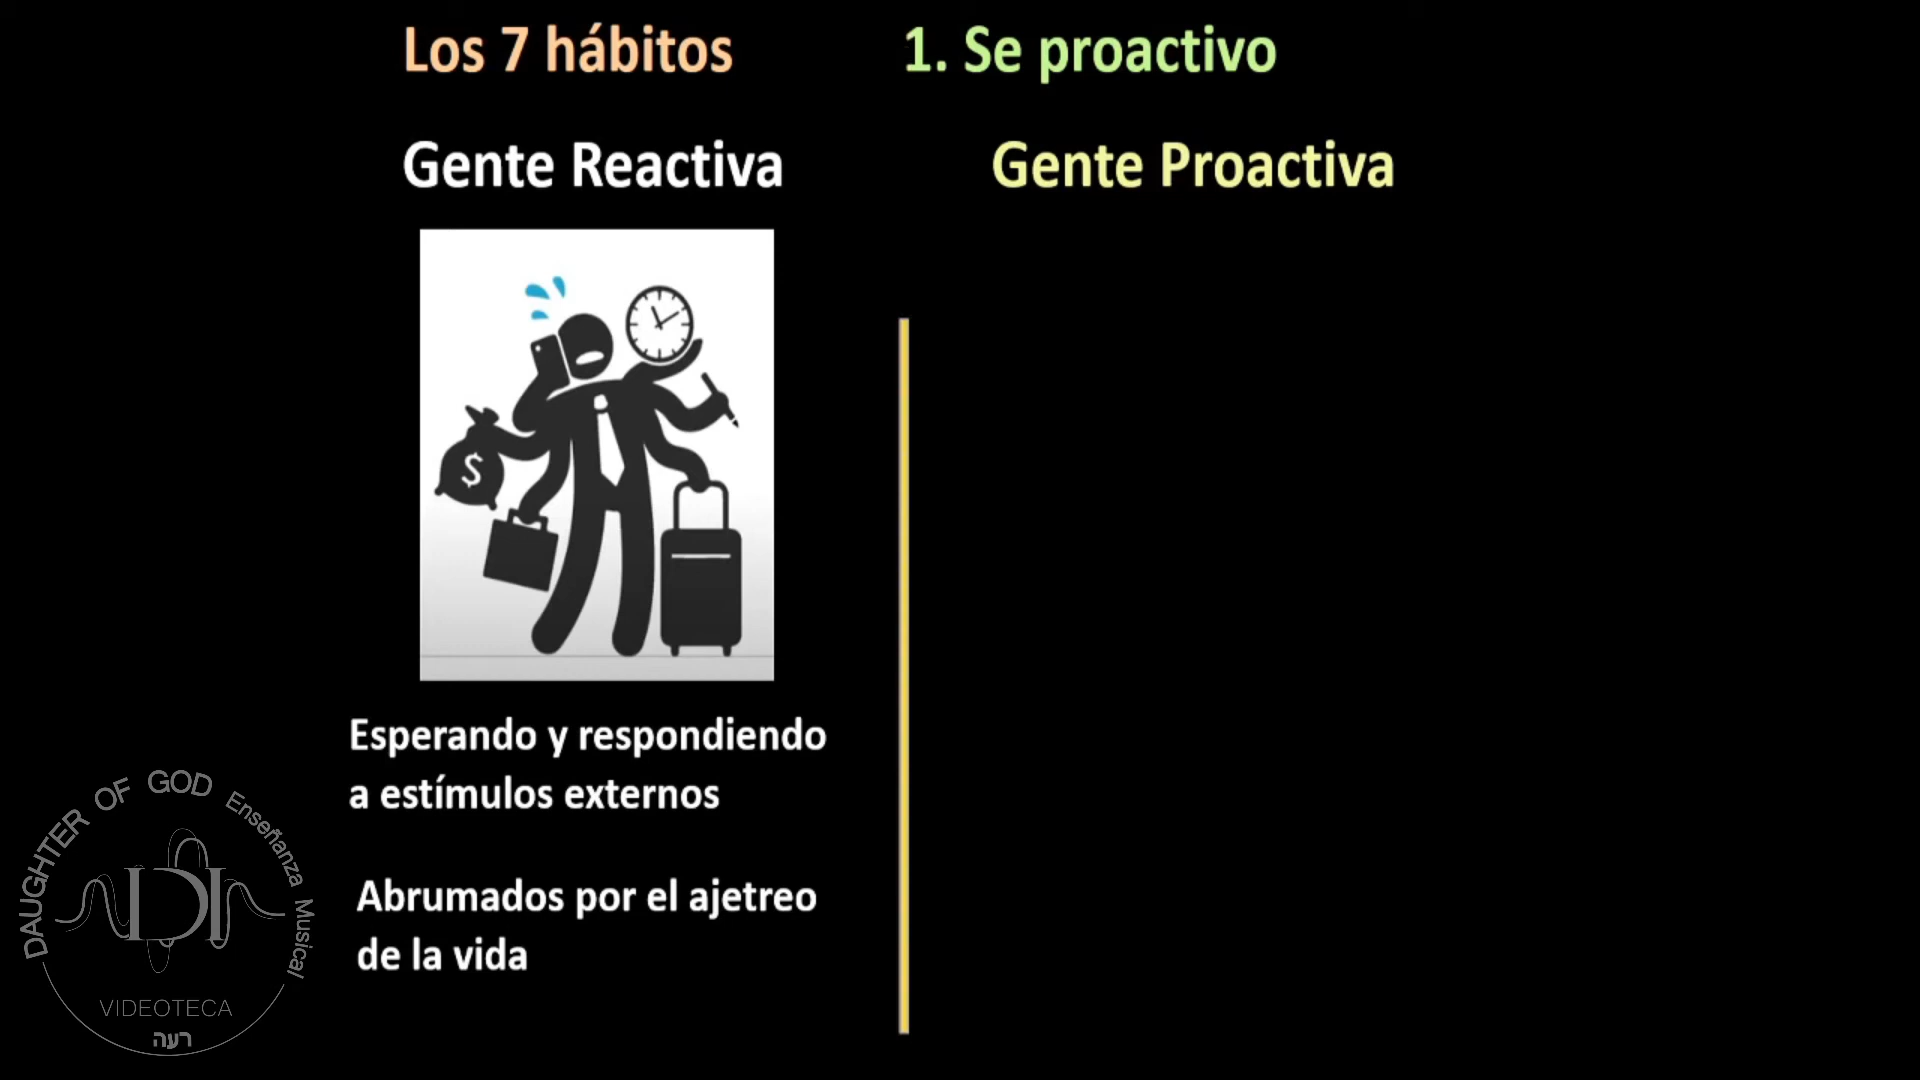 Los 7 hábitos
1. Se proactivo
Gente Reactiva
Gente Proactiva
$
Esperando y respondiendo
a estímulos externos
Abrumados por el ajetreo
de la vida
DAUGHTER OF GOD Enseñanza Musical
VIDEOTECA
רעה